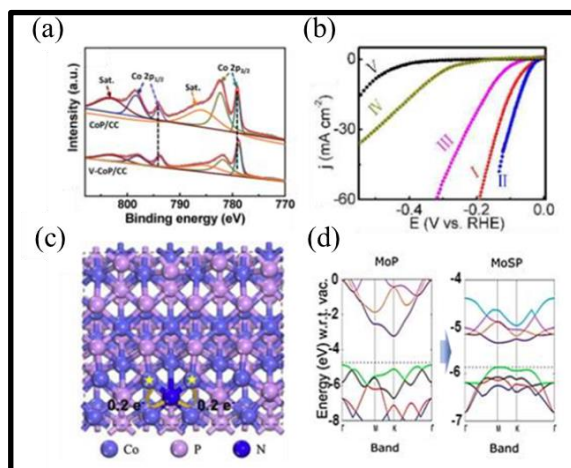 (a)
Sat.
Co 2p1/2
Sat.
Co 2p3/2
CoP/CC
V-CoP/CC
Intensity (a.u.)
800 790 780 770
Binding energy (eV)
(b)
0
-30
-60
j (mA cm-2)
V
IV
III
I
II
-0.4 -0.2 0.0
E (V vs. RHE)
(c)
0.2 e- 0.2 e-
Co P N
(d)
MoP
MoSP
Energy (eV) w.r.t. vac.
0
-2
-4
-6
-8
-4
-5
-6
-7
Γ M K Γ
Γ M K Γ
Band
Band